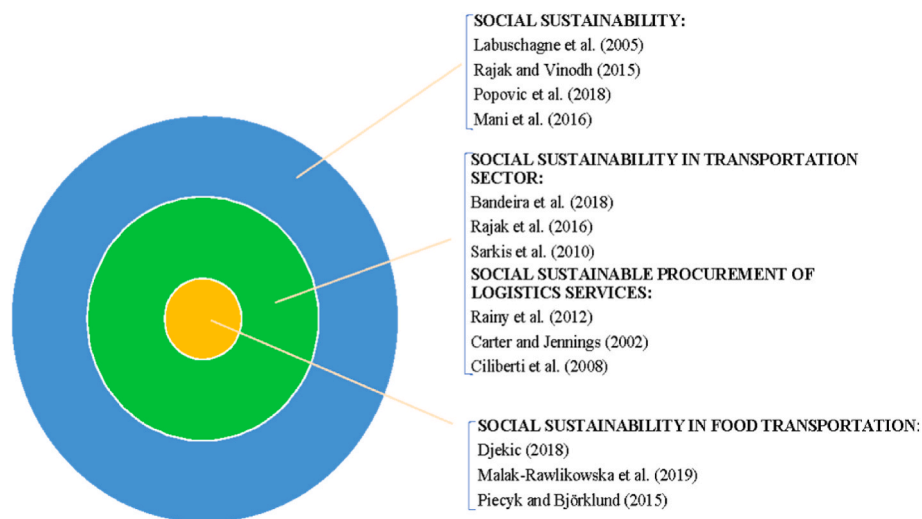 SOCIAL SUSTAINABILITY:
Labuschagne et al. (2005)
Rajak and Vinodh (2015)
Popovic et al. (2018)
Mani et al. (2016)
SOCIAL SUSTAINABILITY IN TRANSPORTATION
SECTOR:
Bandeira et al. (2018)
Rajak et al. (2016)
Sarkis et al. (2010)
SOCIAL SUSTAINABLE PROCUREMENT OF
LOGISTICS SERVICES:
Rainy et al. (2012)
Carter and Jennings (2002)
Ciliberti et al. (2008)
SOCIAL SUSTAINABILITY IN FOOD TRANSPORTATION:
Djekic (2018)
Malak-Rawlikowska et al. (2019)
Piecyk and Björklund (2015)